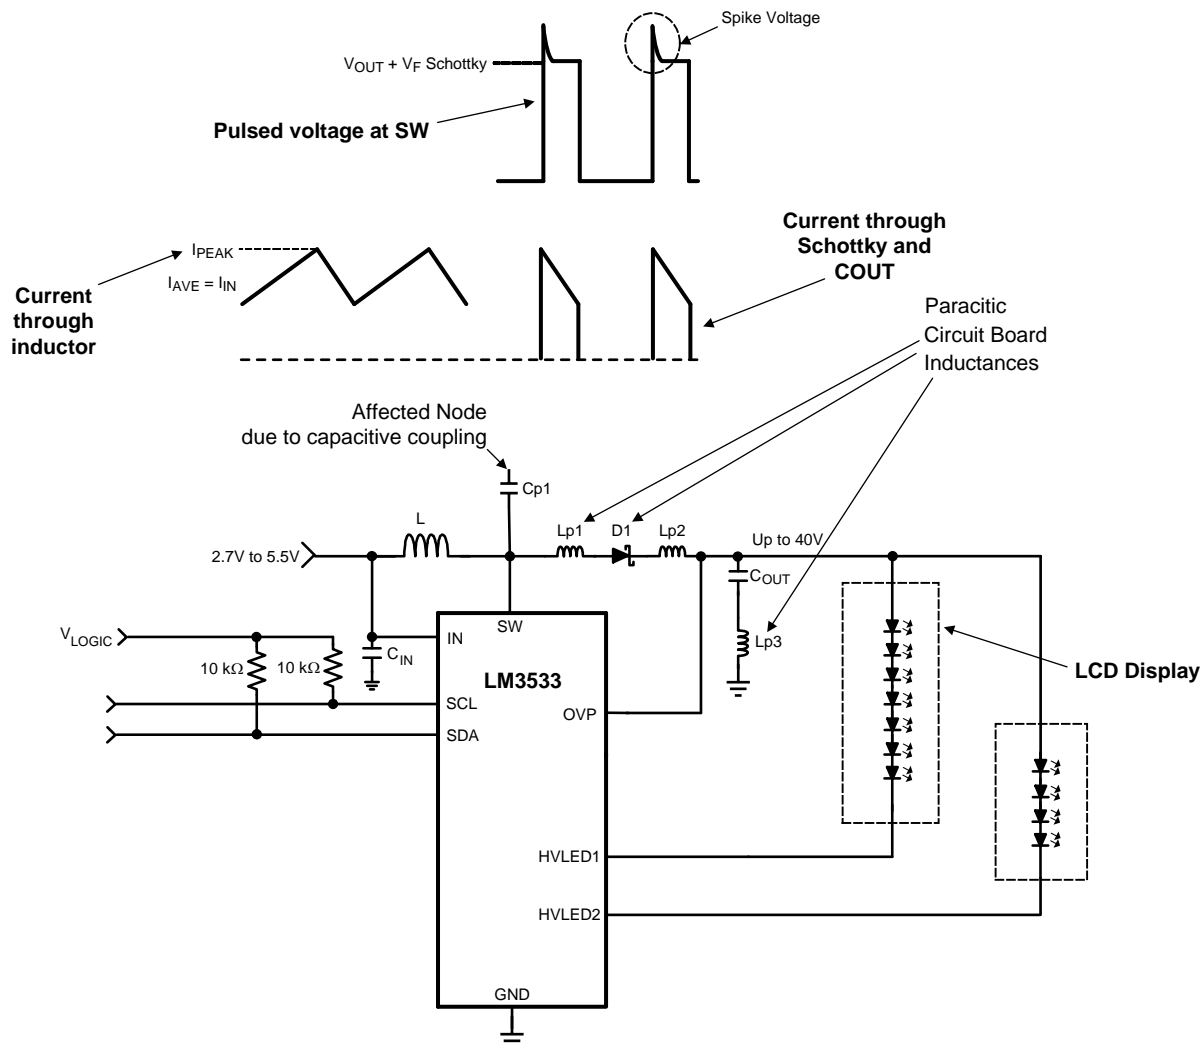 Spike Voltage
VOUT + VF Schottky
Pulsed voltage at SW
Current through
Schottky and
COUT
IPEAK
IAVE = IIN
Current
through
inductor
Paracitic
Circuit Board
Inductances
Affected Node
due to capacitive coupling
Cp1
L
Lp1
D1
Lp2
Up to 40V
2.7V to 5.5V
COUT
SW
VLOGIC
IN
CIN
Lp3
10 kΩ
10 kΩ
LM3533
LCD Display
SCL
OVP
SDA
HVLED1
HVLED2
GND